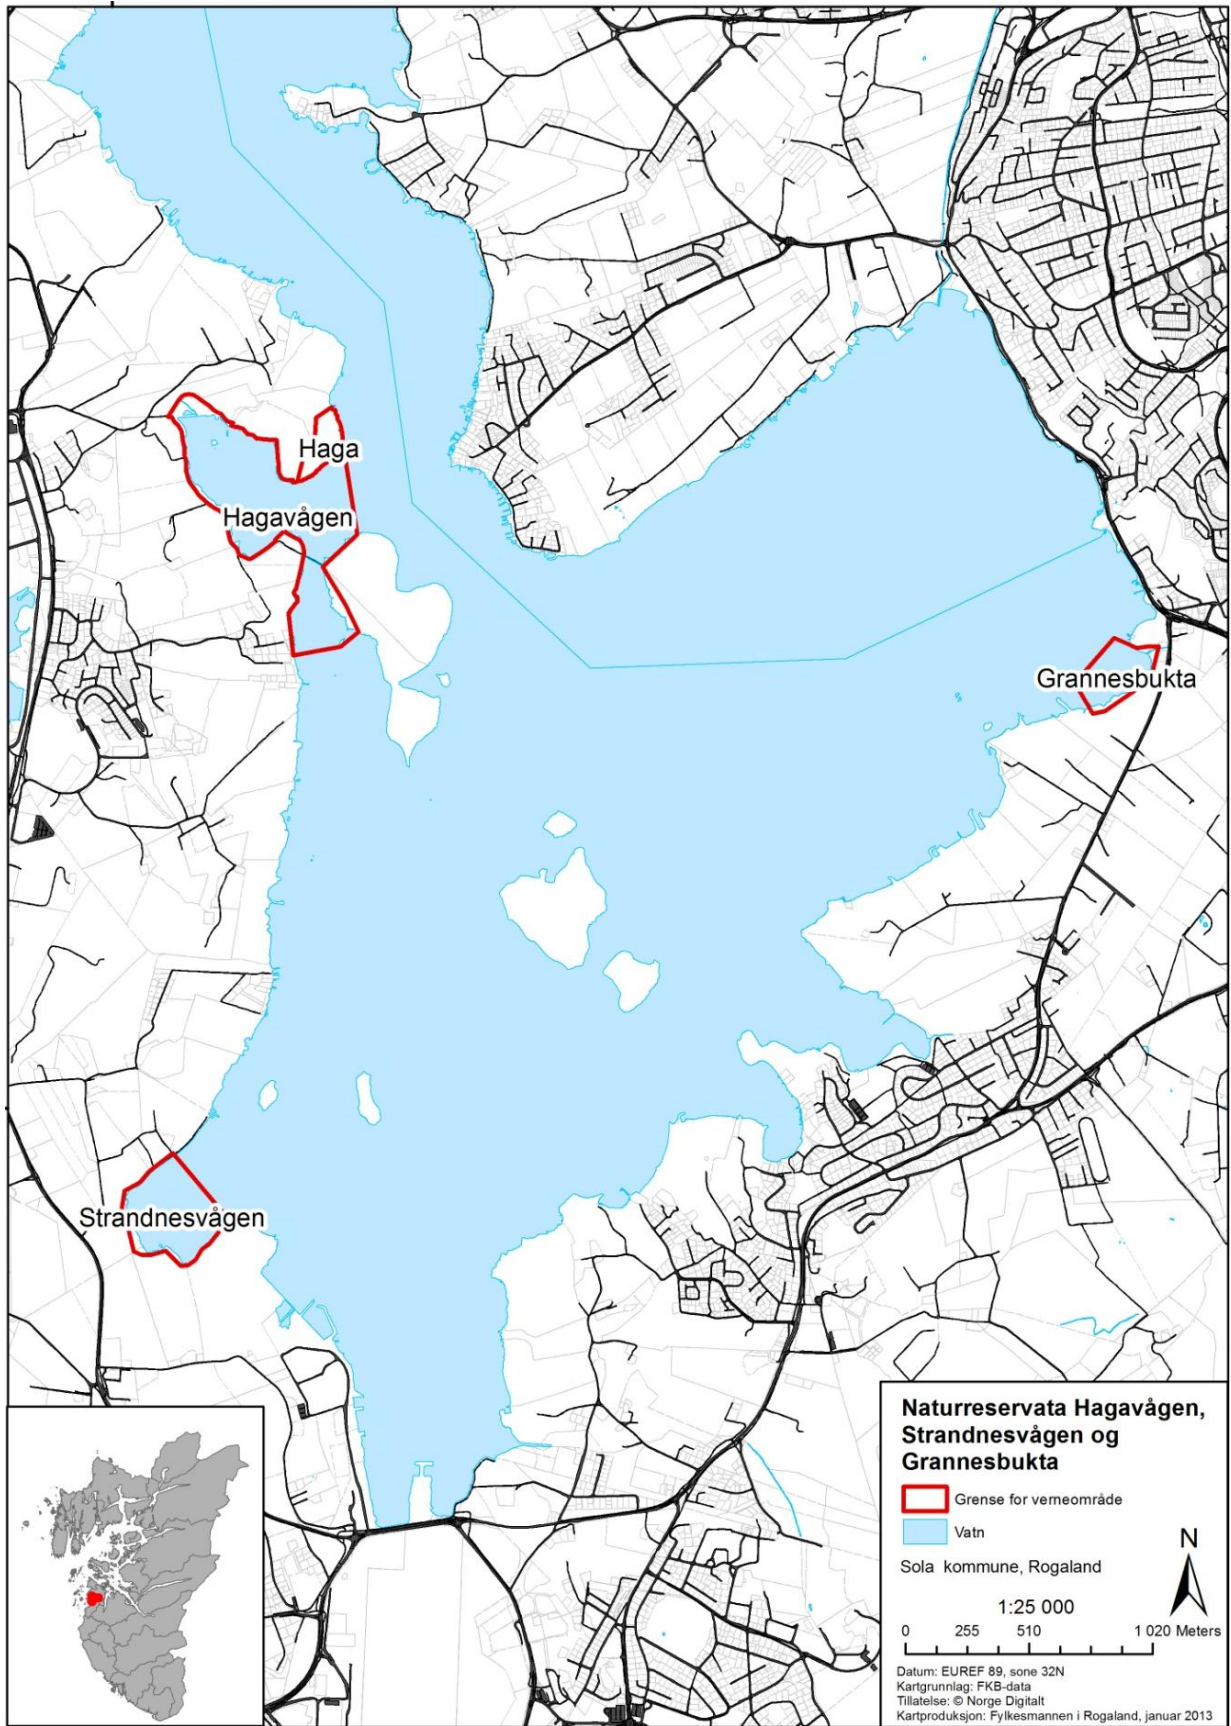 Haga
Hagavågen
Grannesbukta
Strandnesvågen
Naturreservata Hagavågen,
Strandnesvågen og
Grannesbukta
Grense for verneområde
Vatn
Sola kommune, Rogaland
N
1:25 000
0 255 510 1 020 Meters
Datum: EUREF 89, sone 32N
Kartgrunnlag: FKB-data
Tillatelse: © Norge Digitalt
Kartproduksjon: Fylkesmannen i Rogaland, januar 2013